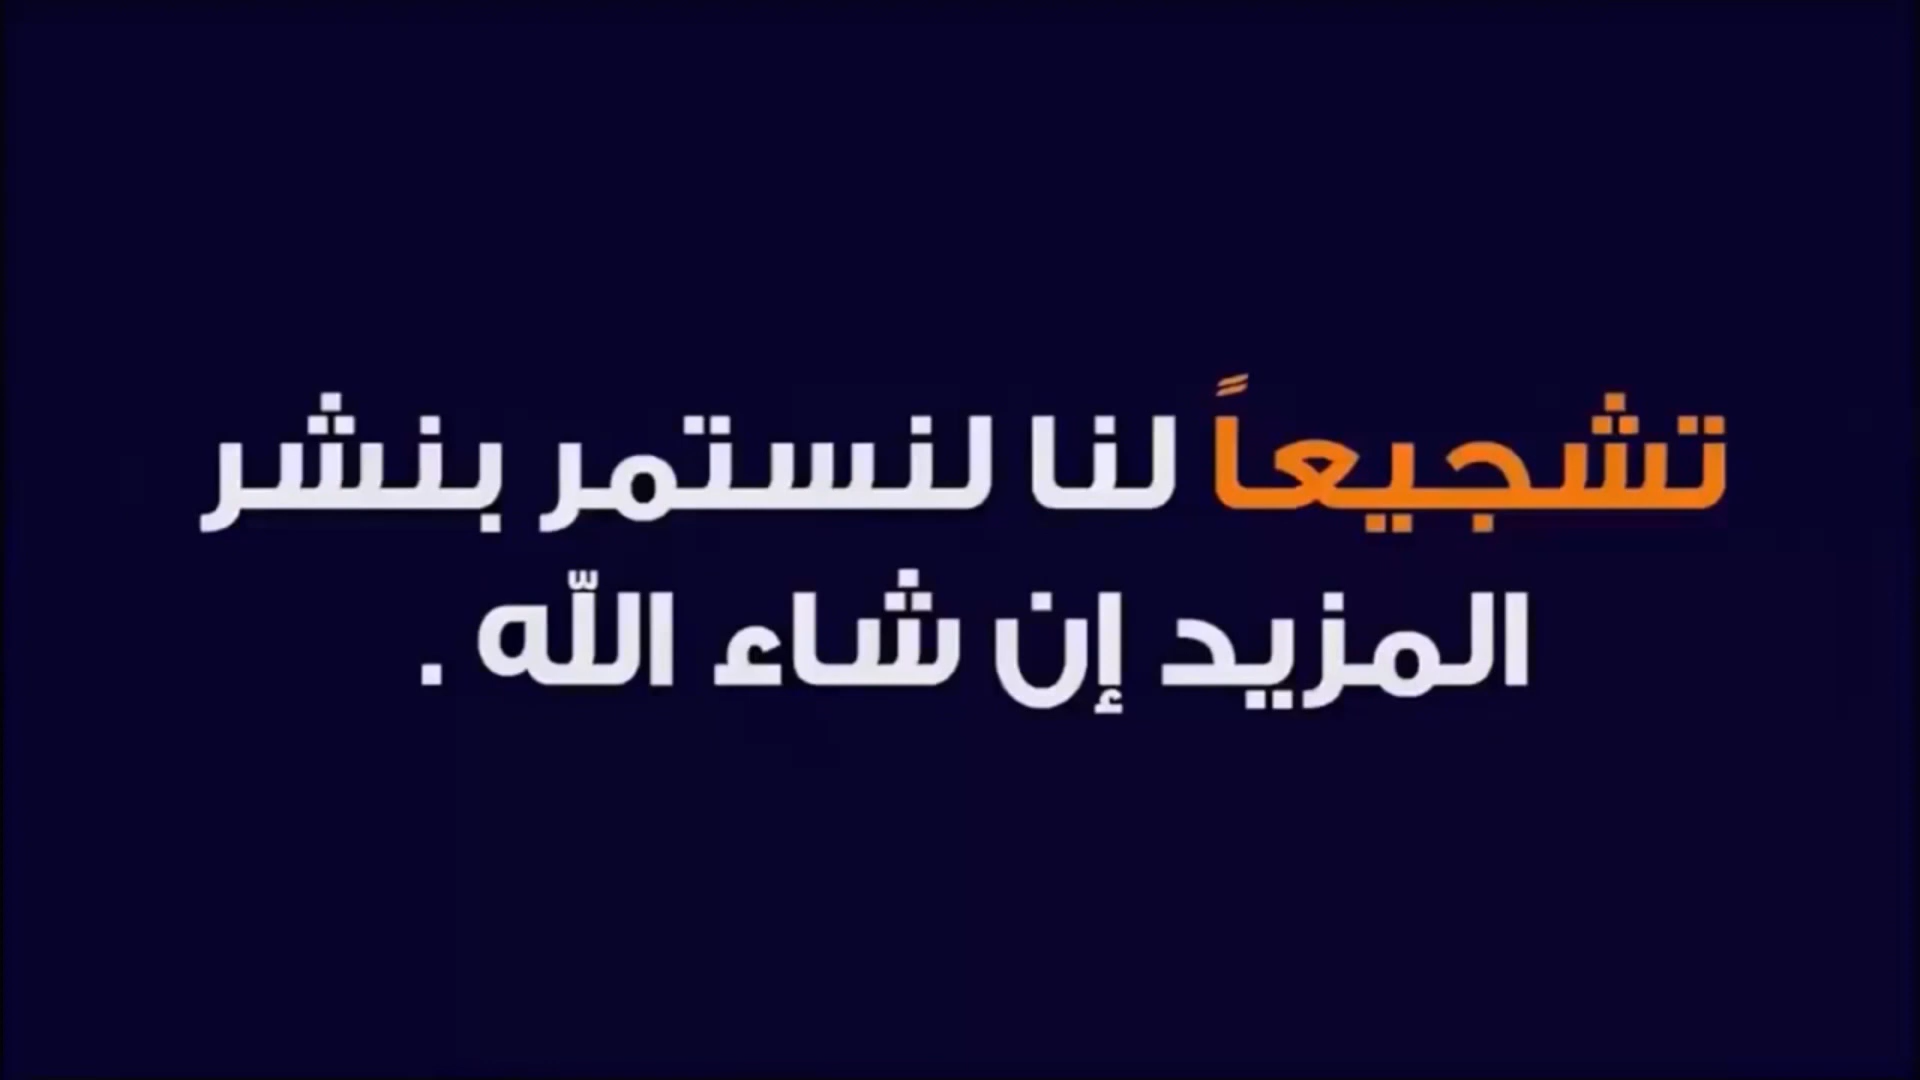 تشجيعاً لنا لنستمر بنشر
المزيد إن شاء اللّه .